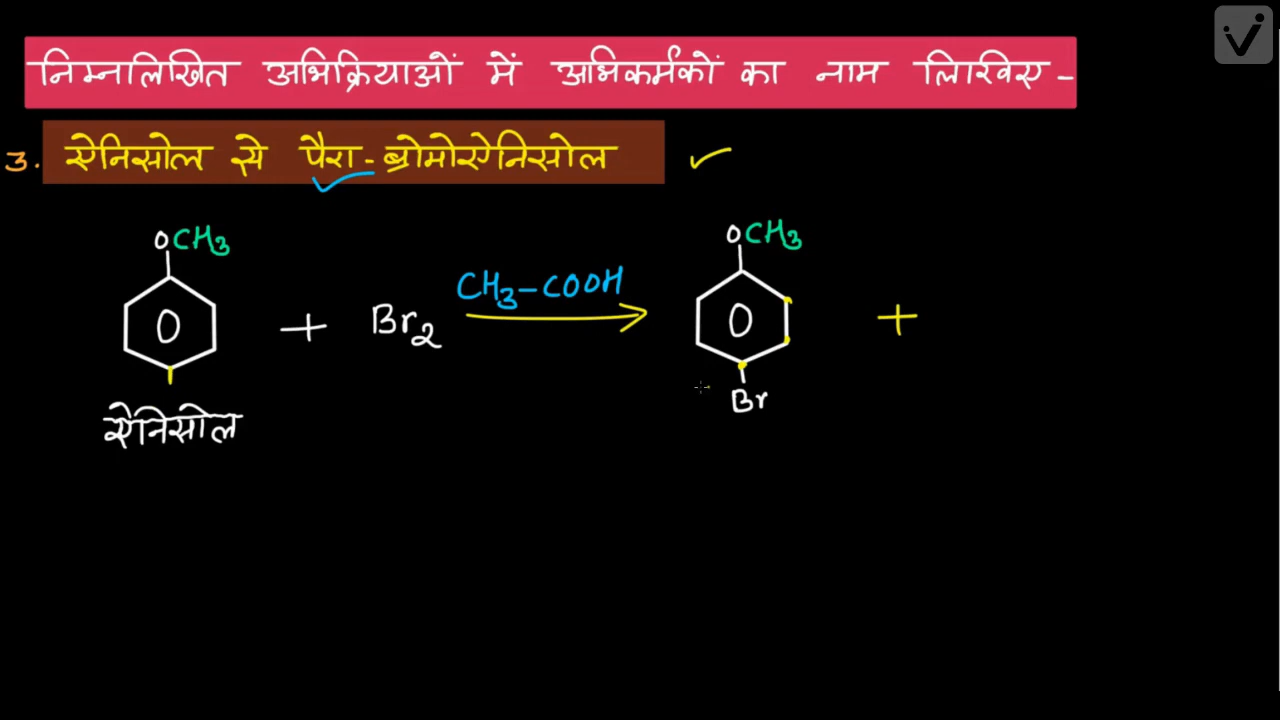 निम्नलिखित अभिक्रियाओं में अभिकर्मकों का नाम लिखिए -
3. ऐनिसोल से पैरा-ब्रोमोऐनिसोल
OCH3 OCH3
+ Br2 CH3-COOH +
Br
ऐनिसोल